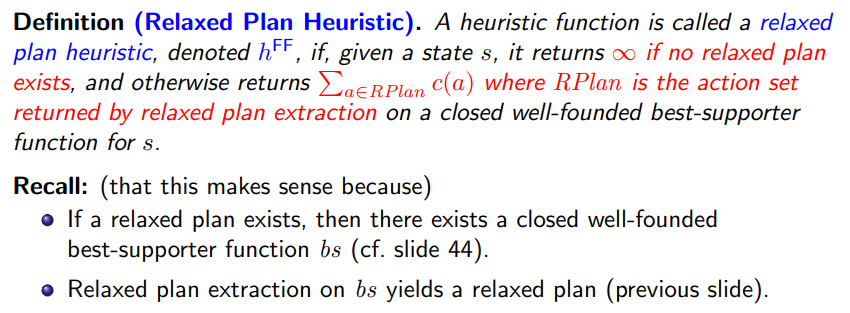 Definition (Relaxed Plan Heuristic). A heuristic function is called a relaxed
plan heuristic, denoted h^FF, if, given a state s, it returns ∞ if no relaxed plan
exists, and otherwise returns ∑_{a∈RPlan} c(a) where RPlan is the action set
returned by relaxed plan extraction on a closed well-founded best-supporter
function for s.
Recall: (that this makes sense because)
If a relaxed plan exists, then there exists a closed well-founded
best-supporter function bs (cf. slide 44).
Relaxed plan extraction on bs yields a relaxed plan (previous slide).